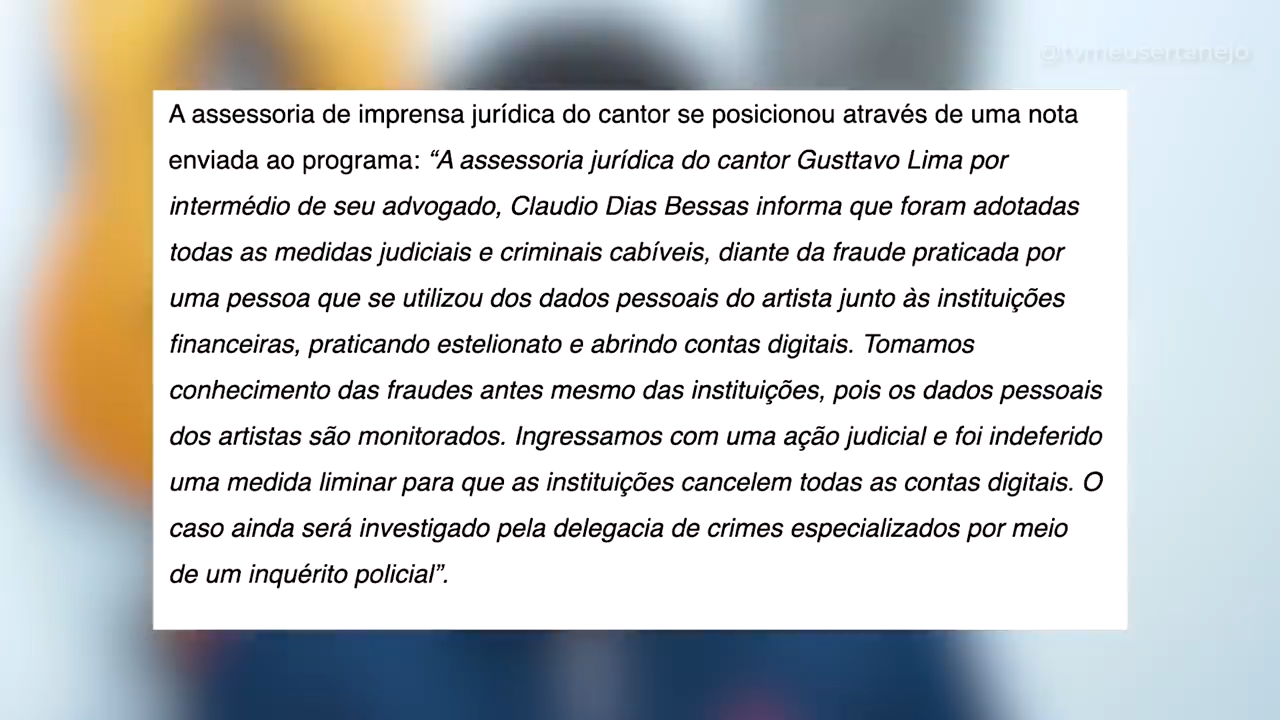 @tvmeusertanejo
A assessoria de imprensa jurídica do cantor se posicionou através de uma nota
enviada ao programa: “A assessoria jurídica do cantor Gusttavo Lima por
intermédio de seu advogado, Claudio Dias Bessas informa que foram adotadas
todas as medidas judiciais e criminais cabíveis, diante da fraude praticada por
uma pessoa que se utilizou dos dados pessoais do artista junto às instituições
financeiras, praticando estelionato e abrindo contas digitais. Tomamos
conhecimento das fraudes antes mesmo das instituições, pois os dados pessoais
dos artistas são monitorados. Ingressamos com uma ação judicial e foi indeferido
uma medida liminar para que as instituições cancelem todas as contas digitais. O
caso ainda será investigado pela delegacia de crimes especializados por meio
de um inquérito policial”.